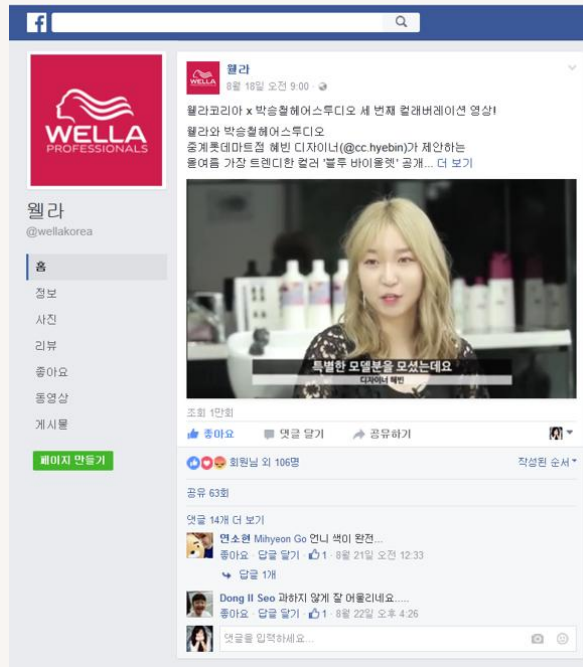 f
WELLA
PROFESSIONALS
웰라
@wellakorea
홈
정보
사진
리뷰
좋아요
동영상
게시물
페이지 만들기
WELLA
웰라
8월 18일 오전 9:00 ·
웰라코리아 x 박승철헤어스투디오 세 번째 컬래버레이션 영상!
웰라와 박승철헤어스투디오
중계롯데마트점 혜빈 디자이너(@cc.hyebin)가 제안하는
올여름 가장 트렌디한 컬러 '블루 바이올렛' 공개... 더 보기
특별한 모델분을 모셨는데요
디자이너 혜빈
조회 1만회
좋아요 댓글 달기 공유하기
회원님 외 106명 작성된 순서
공유 63회
댓글 14개 더 보기
연소현 Mihyeon Go 언니 색이 완전...
좋아요 · 답글 달기 · 1 · 8월 21일 오전 12:33
답글 1개
Dong Il Seo 과하지 않게 잘 어울리네요.....
좋아요 · 답글 달기 · 1 · 8월 22일 오후 4:26
댓글을 입력하세요...